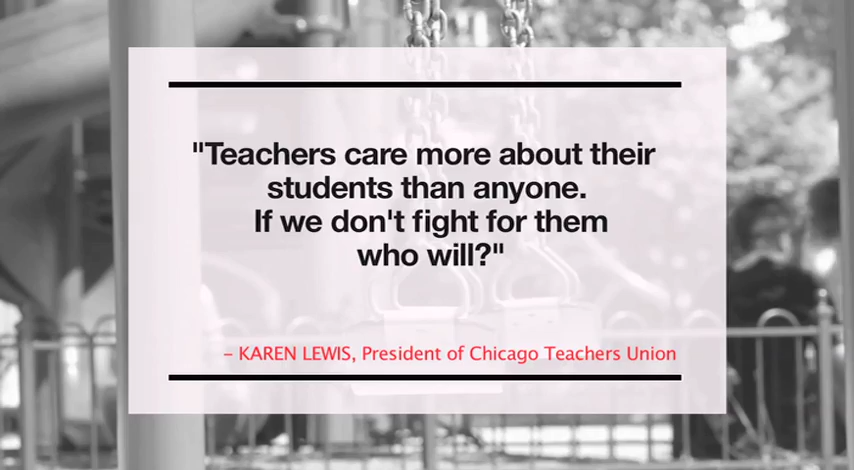 "Teachers care more about their
students than anyone.
If we don't fight for them
who will?"
– KAREN LEWIS, President of Chicago Teachers Union